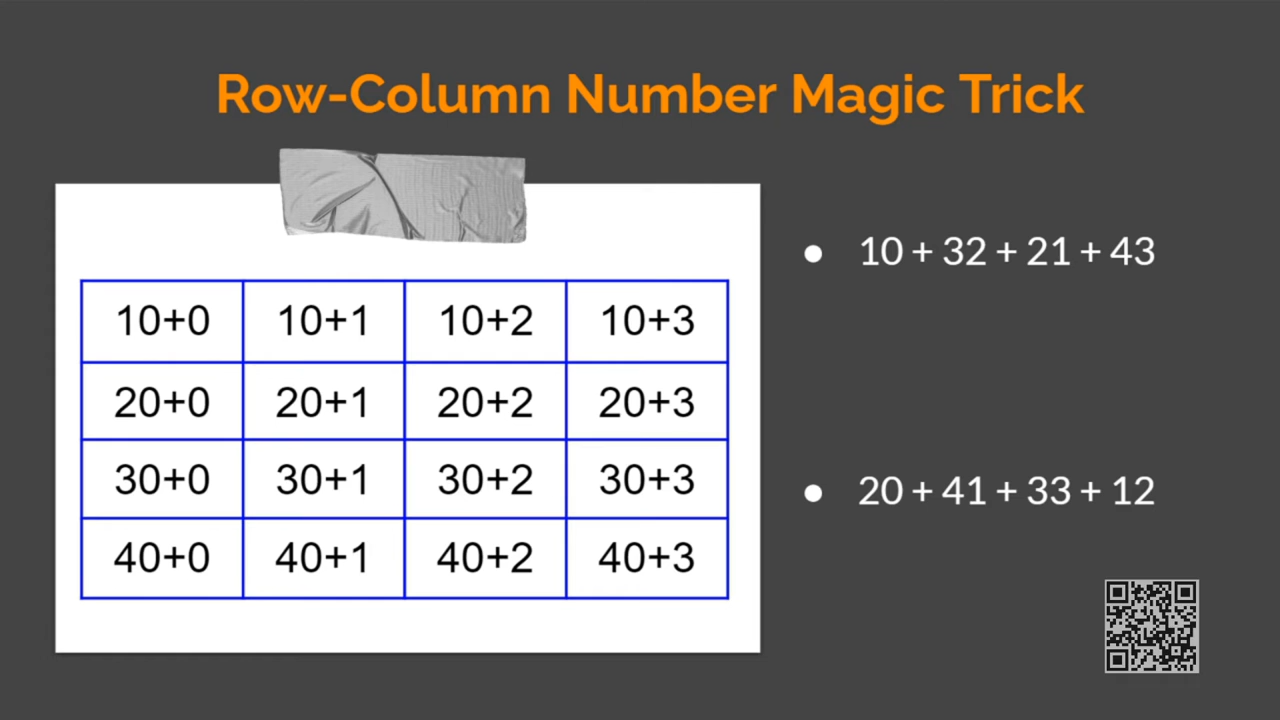 Row-Column Number Magic Trick
10+0 10+1 10+2 10+3
20+0 20+1 20+2 20+3
30+0 30+1 30+2 30+3
40+0 40+1 40+2 40+3
● 10 + 32 + 21 + 43
● 20 + 41 + 33 + 12